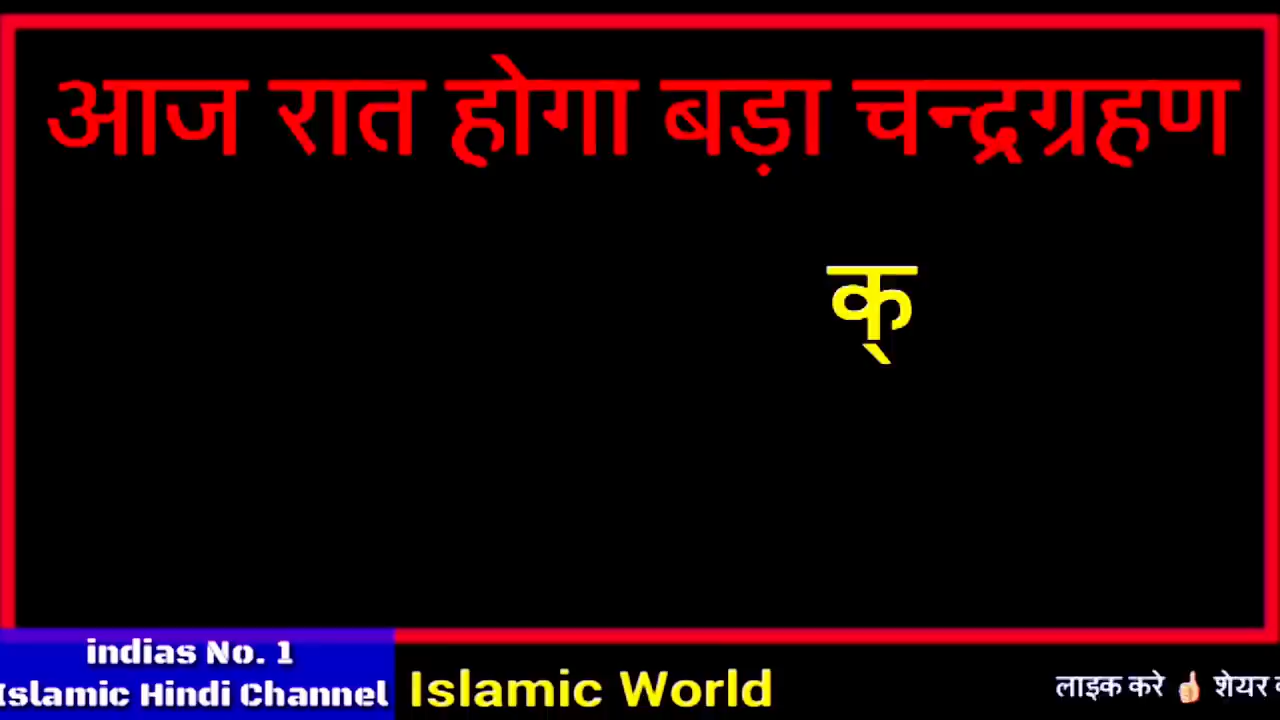 आज रात होगा बड़ा चन्द्रग्रहण
क्
indias No. 1
Islamic Hindi Channel
Islamic World
लाइक करे 👍🏻 शेयर